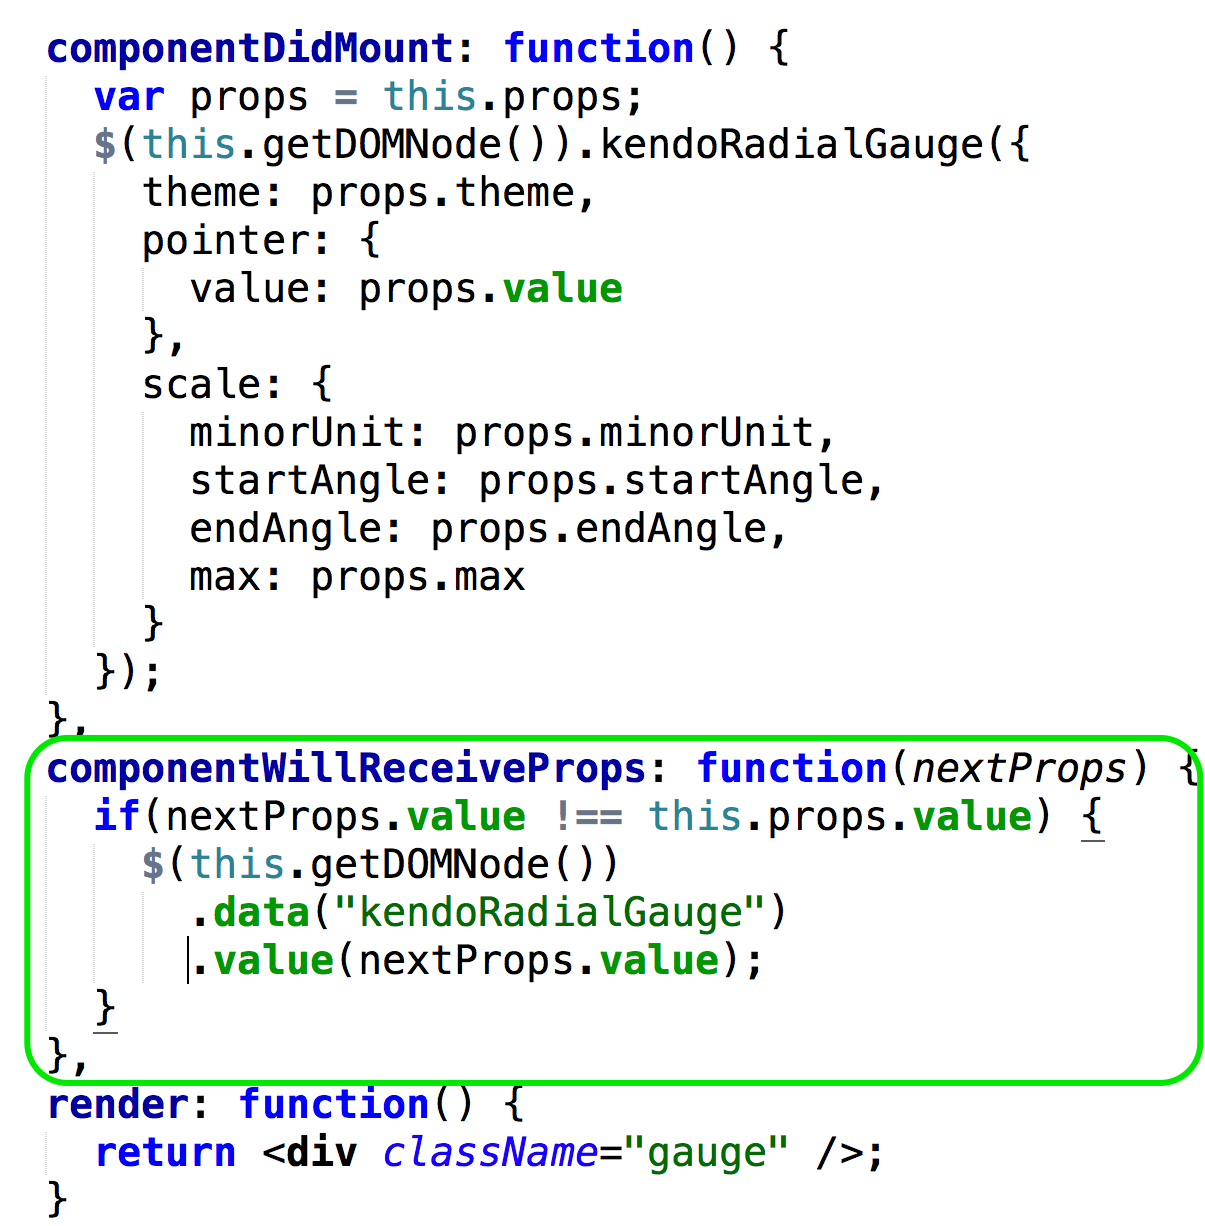 componentDidMount: function() {
  var props = this.props;
  $(this.getDOMNode()).kendoRadialGauge({
    theme: props.theme,
    pointer: {
      value: props.value
    },
    scale: {
      minorUnit: props.minorUnit,
      startAngle: props.startAngle,
      endAngle: props.endAngle,
      max: props.max
    }
  });
},
componentWillReceiveProps: function(nextProps) {
  if(nextProps.value !== this.props.value) {
    $(this.getDOMNode())
      .data("kendoRadialGauge")
      .value(nextProps.value);
  }
},
render: function() {
  return <div className="gauge" />;
}